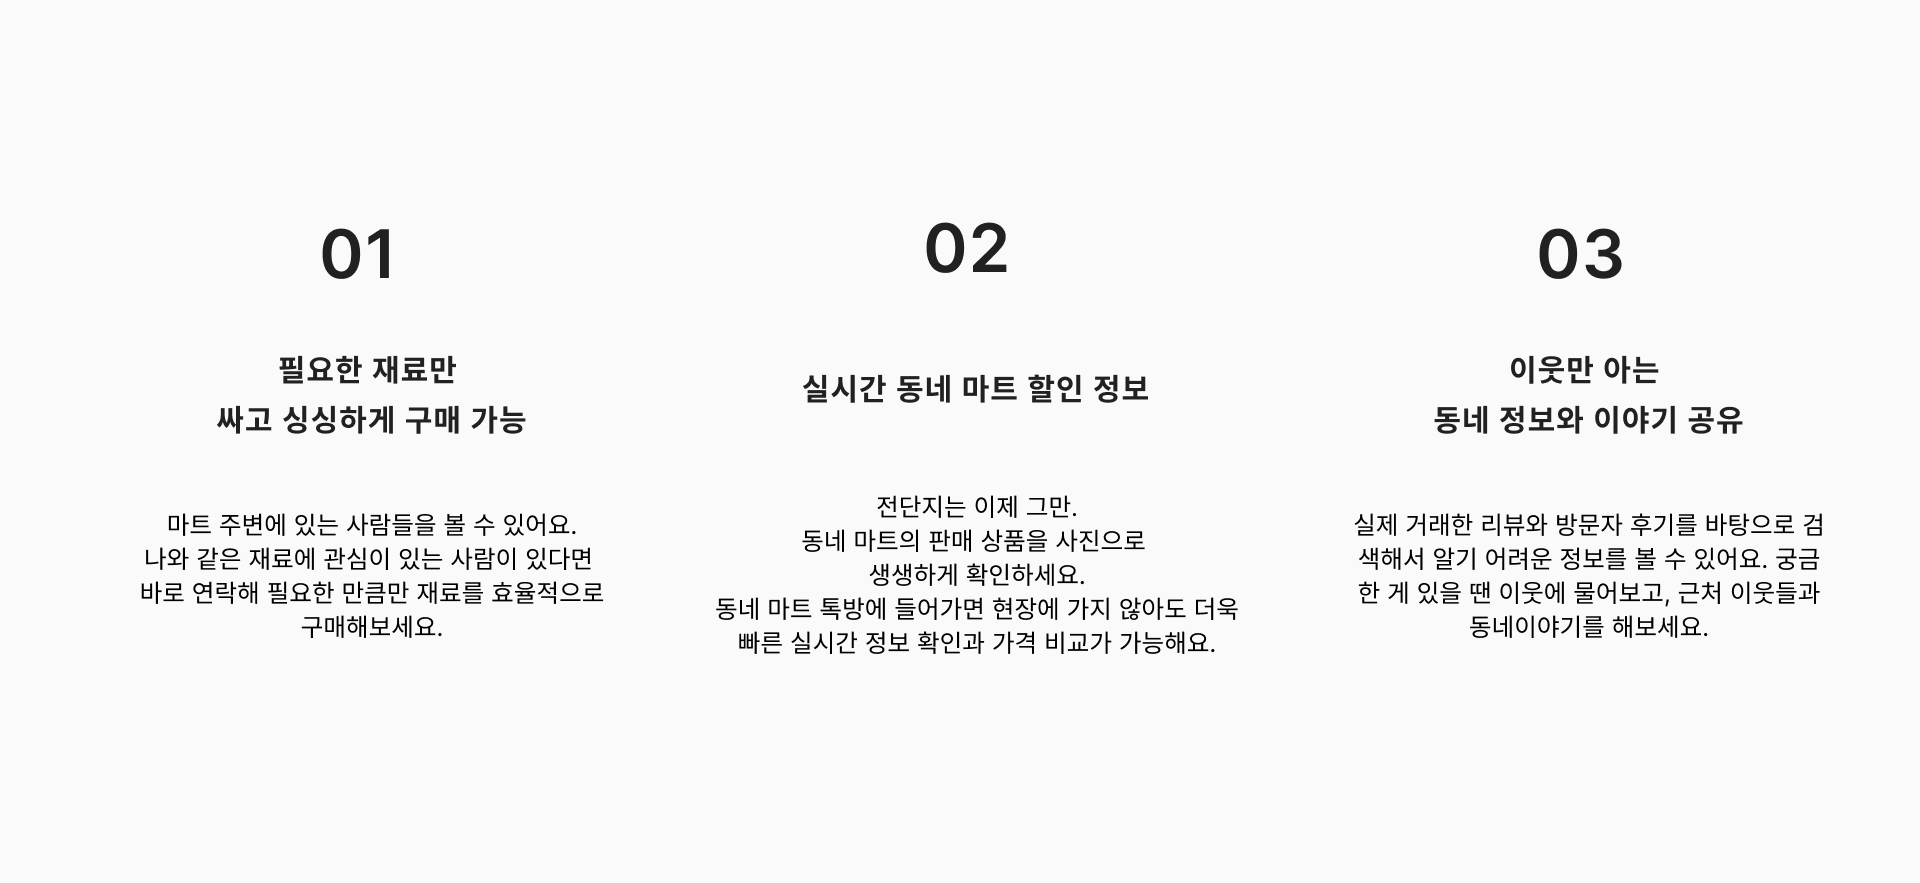 01
필요한 재료만
싸고 싱싱하게 구매 가능
마트 주변에 있는 사람들을 볼 수 있어요.
나와 같은 재료에 관심이 있는 사람이 있다면
바로 연락해 필요한 만큼만 재료를 효율적으로
구매해보세요.
02
실시간 동네 마트 할인 정보
전단지는 이제 그만.
동네 마트의 판매 상품을 사진으로
생생하게 확인하세요.
동네 마트 톡방에 들어가면 현장에 가지 않아도 더욱
빠른 실시간 정보 확인과 가격 비교가 가능해요.
03
이웃만 아는
동네 정보와 이야기 공유
실제 거래한 리뷰와 방문자 후기를 바탕으로 검
색해서 알기 어려운 정보를 볼 수 있어요. 궁금
한 게 있을 땐 이웃에 물어보고, 근처 이웃들과
동네이야기를 해보세요.